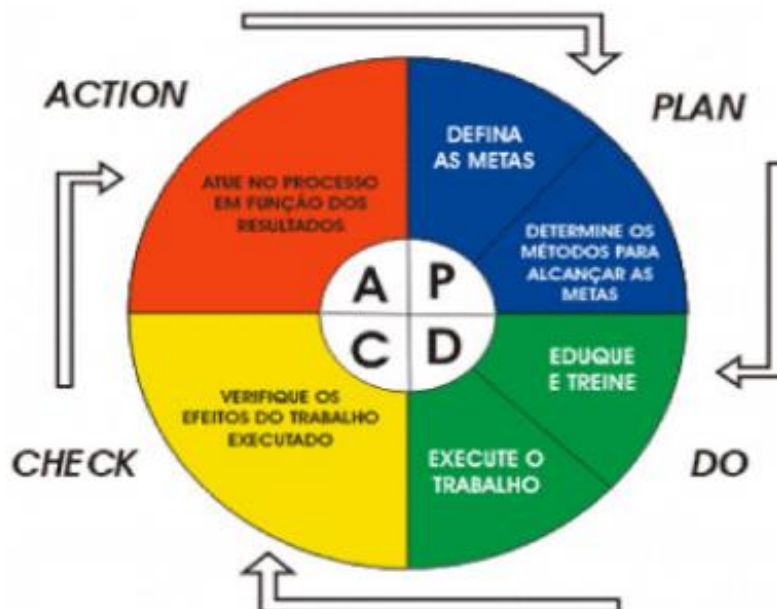 ACTION
PLAN
DEFINA
AS METAS
ATUE NO PROCESSO
EM FUNÇÃO DOS
RESULTADOS
DETERMINE OS
MÉTODOS PARA
ALCANÇAR AS
METAS
A P
C D
EDUQUE
E TREINE
VERIFIQUE OS
EFEITOS DO TRABALHO
EXECUTADO
EXECUTE O
TRABALHO
CHECK
DO